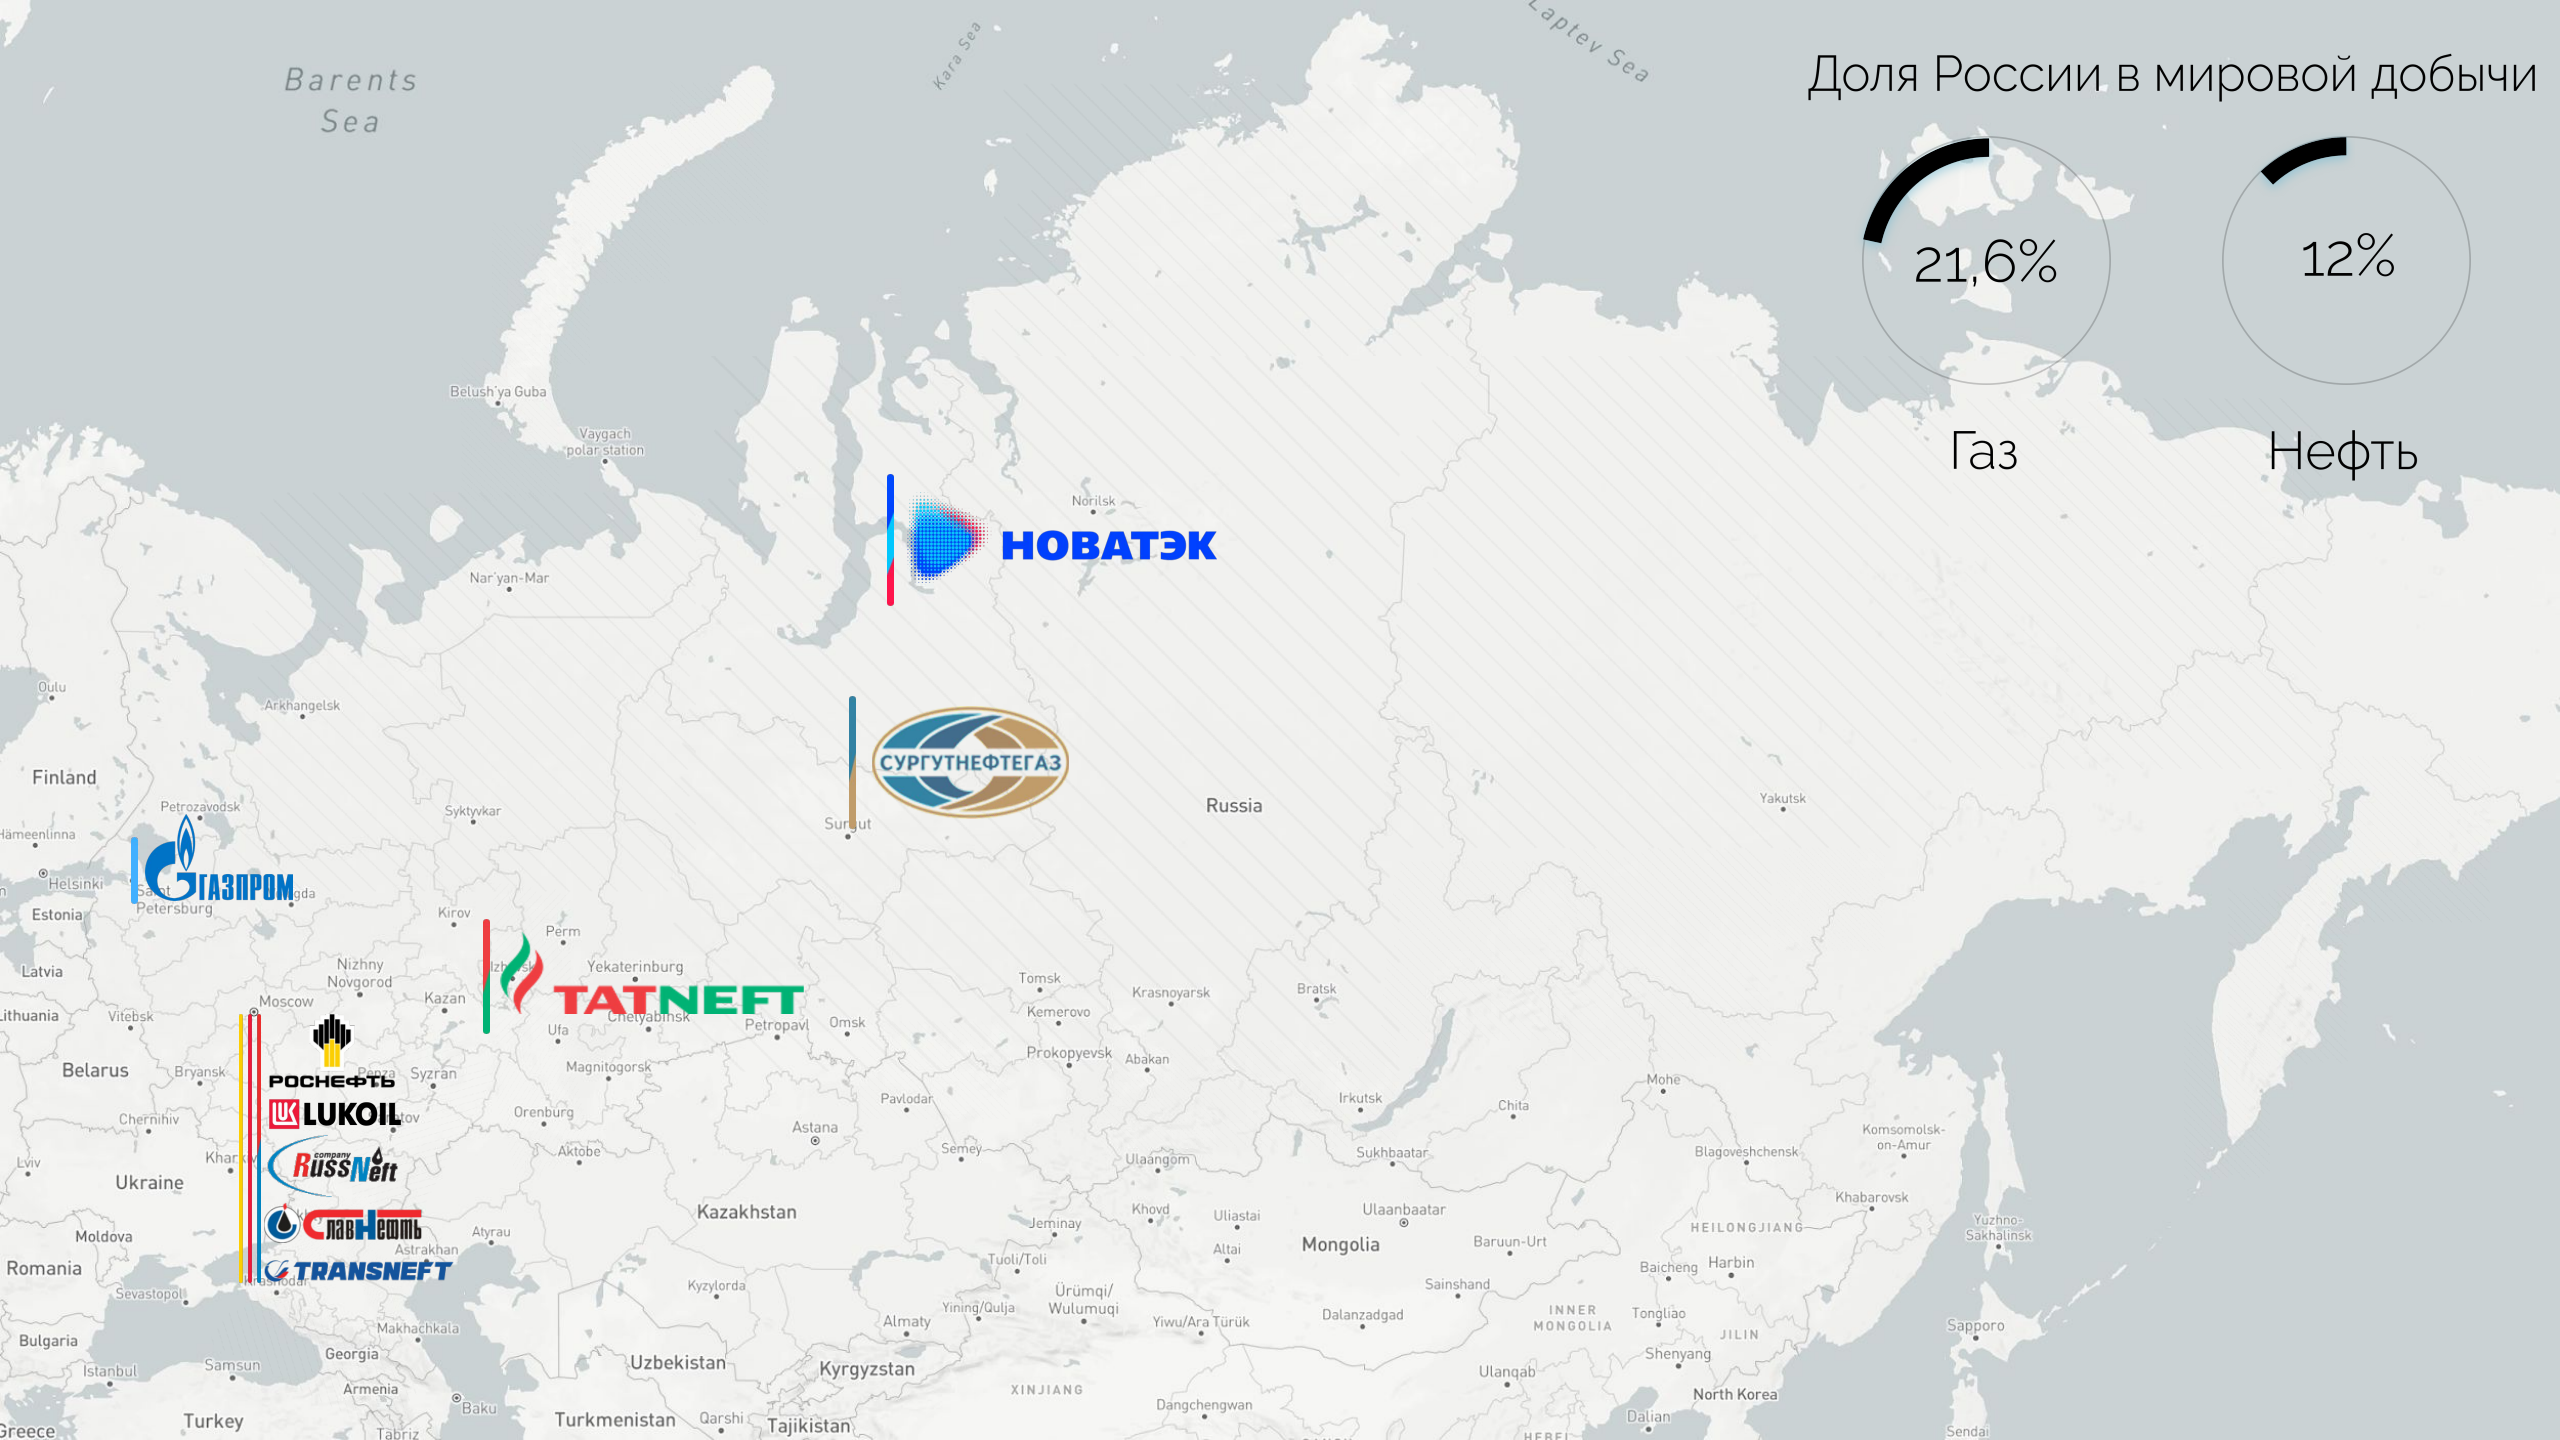 Доля России в мировой добычи
21,6%
12%
Газ
Нефть
Barents
Sea
Kara Sea
Laptev Sea
Belush'ya Guba
Vaygach
polar station
Norilsk
НОВАТЭК
Nar'yan-Mar
Oulu
Arkhangelsk
СУРГУТНЕФТЕГАЗ
Finland
Petrozavodsk
Syktyvkar
Surgut
Russia
Yakutsk
Hämeenlinna
Helsinki
ГАЗПРОМ
Saint
Petersburg
Estonia
Kirov
Perm
Latvia
Nizhny
Novgorod
Yekaterinburg
TATNEFT
Tomsk
Krasnoyarsk
Bratsk
Moscow
Kazan
ithuania
Vitebsk
Ufa
Chelyabinsk
Petropavl
Omsk
Kemerovo
Prokopyevsk
Abakan
Belarus
Bryansk
Penza
Syzran
Magnitogorsk
РОСНЕФТЬ
LUKOIL
Mohe
Chernihiv
Orenburg
Pavlodar
Irkutsk
Chita
Astana
Komsomolsk-
on-Amur
Lviv
company
RussNeft
Aktobe
Semey
Ulaangom
Sukhbaatar
Blagoveshchensk
Ukraine
Khabarovsk
СлавНефть
Kazakhstan
Khovd
Uliastai
Ulaanbaatar
Jeminay
HEILONGJIANG
Yuzhno-
Sakhalinsk
Moldova
Astrakhan
Atyrau
Altai
Mongolia
Baruun-Urt
Romania
TRANSNEFT
Tuoli/Toli
Baicheng
Harbin
Krasnodar
Sevastopol
Kyzylorda
Ürümqi/
Wulumuqi
Sainshand
Yining/Qulja
Almaty
Yiwu/Ara Türük
Dalanzadgad
INNER
MONGOLIA
Tongliao
JILIN
Sapporo
Bulgaria
Makhachkala
Georgia
Istanbul
Samsun
Uzbekistan
Kyrgyzstan
Shenyang
Ulanqab
Armenia
XINJIANG
North Korea
Baku
Dangchengwan
Turkey
Turkmenistan
Qarshi
Tajikistan
Dalian
Greece
Tabriz
HEBEI
Sendai